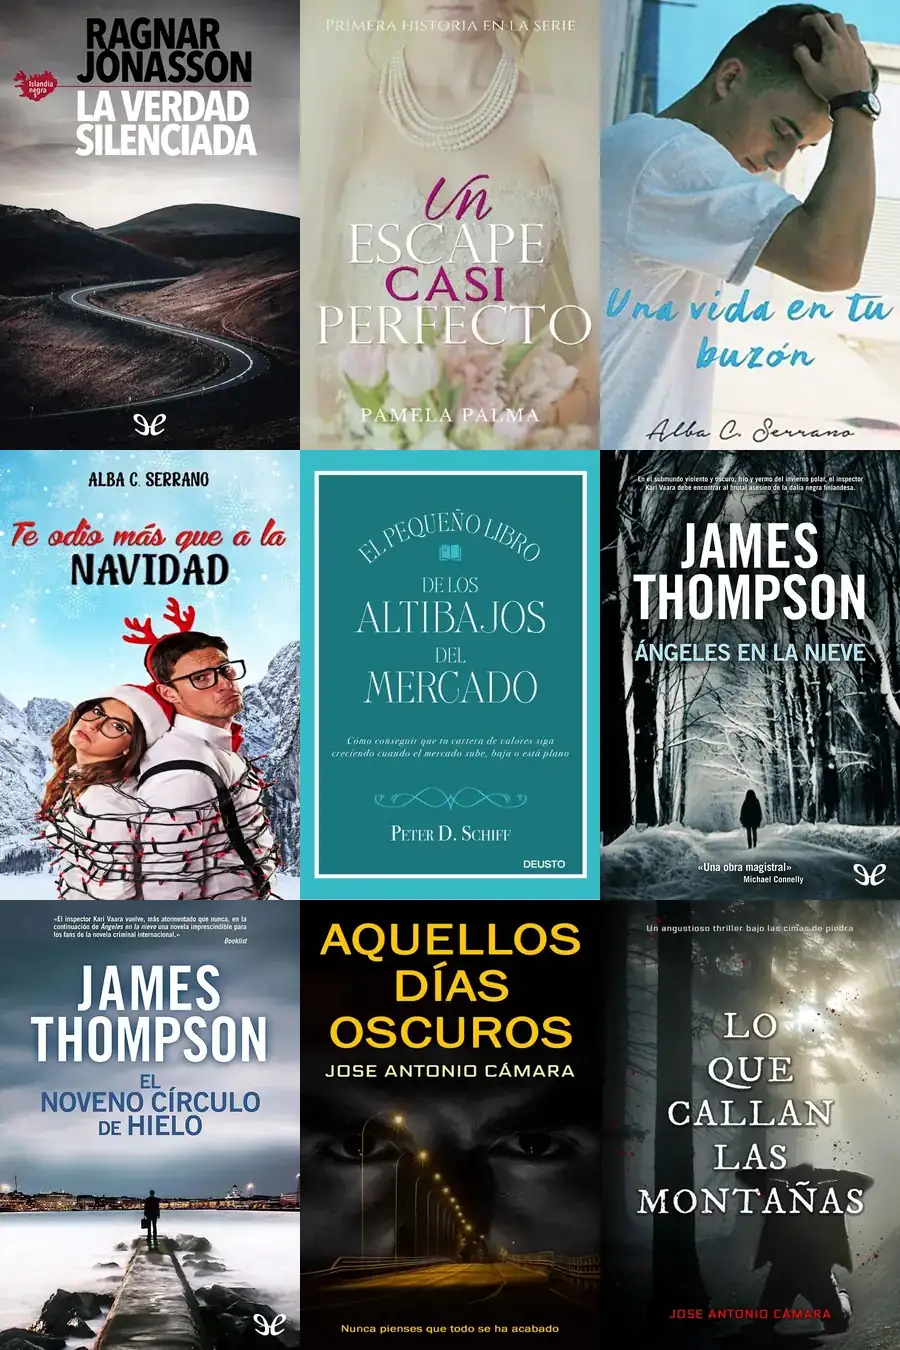 RAGNAR
JONASSON
Islandia
negra
1
LA VERDAD
SILENCIADA
PRIMERA HISTORIA EN LA SERIE
Un
ESCAPE
CASI
PERFECTO
PAMELA PALMA
Una vida en tu
buzón
Alba C. Serrano
ALBA C. SERRANO
Te odio más que a la
NAVIDAD
EL PEQUEÑO LIBRO
DE LOS
ALTIBAJOS
DEL
MERCADO
Cómo conseguir que tu cartera de valores siga
creciendo cuando el mercado sube, baja o está plano
PETER D. SCHIFF
DEUSTO
En el submundo violento y oscuro, frío y yermo del invierno polar, el inspector
Kari Vaara debe encontrar al brutal asesino de la dalia negra finlandesa.
JAMES
THOMPSON
ÁNGELES EN LA NIEVE
«Una obra magistral»
Michael Connelly
«El inspector Kari Vaara vuelve, más atormentado que nunca, en la
continuación de Ángeles en la nieve una novela imprescindible para
los fans de la novela criminal internacional.»
Booklist
JAMES
THOMPSON
EL
NOVENO CÍRCULO
DE HIELO
AQUELLOS
DÍAS
OSCUROS
JOSE ANTONIO CÁMARA
Nunca pienses que todo se ha acabado
Un angustioso thriller bajo las cimas de piedra
LO
QUE
CALLAN
LAS
MONTAÑAS
JOSE ANTONIO CÁMARA